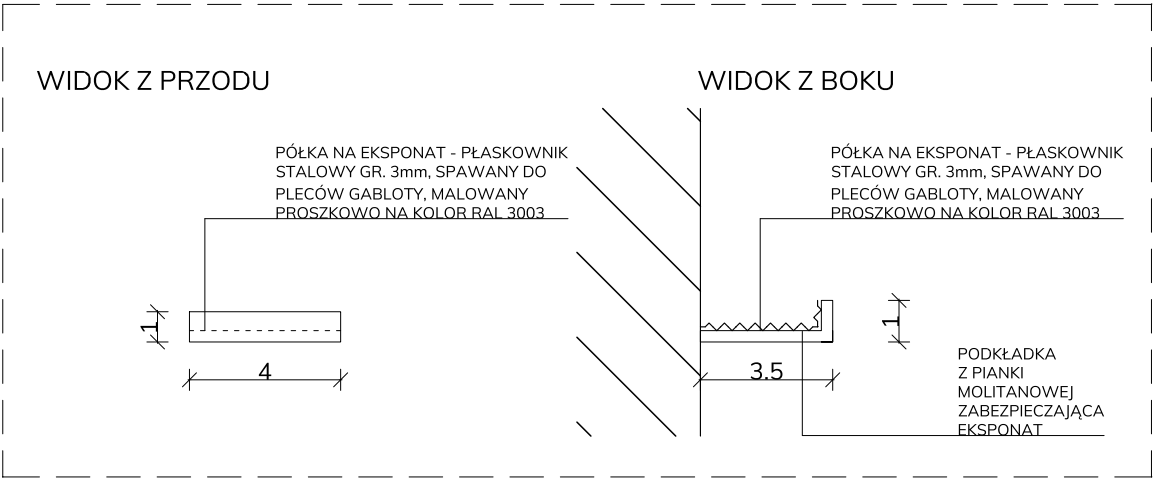 WIDOK Z PRZODU
PÓŁKA NA EKSPONAT - PŁASKOWNIK
STALOWY GR. 3mm, SPAWANY DO
PLECÓW GABLOTY, MALOWANY
PROSZKOWO NA KOLOR RAL 3003
1
4
WIDOK Z BOKU
PÓŁKA NA EKSPONAT - PŁASKOWNIK
STALOWY GR. 3mm, SPAWANY DO
PLECÓW GABLOTY, MALOWANY
PROSZKOWO NA KOLOR RAL 3003
1
3.5
PODKŁADKA
Z PIANKI
MOLITANOWEJ
ZABEZPIECZAJĄCA
EKSPONAT